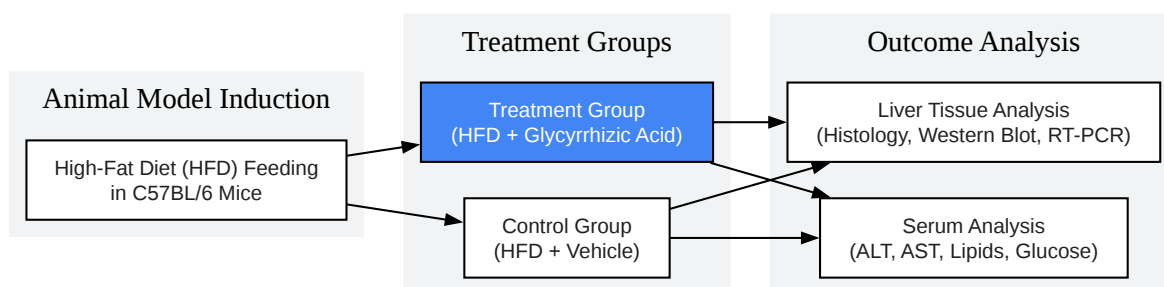 Animal Model Induction
High-Fat Diet (HFD) Feeding
in C57BL/6 Mice
Treatment Groups
Treatment Group
(HFD + Glycyrrhizic Acid)
Control Group
(HFD + Vehicle)
Outcome Analysis
Liver Tissue Analysis
(Histology, Western Blot, RT-PCR)
Serum Analysis
(ALT, AST, Lipids, Glucose)